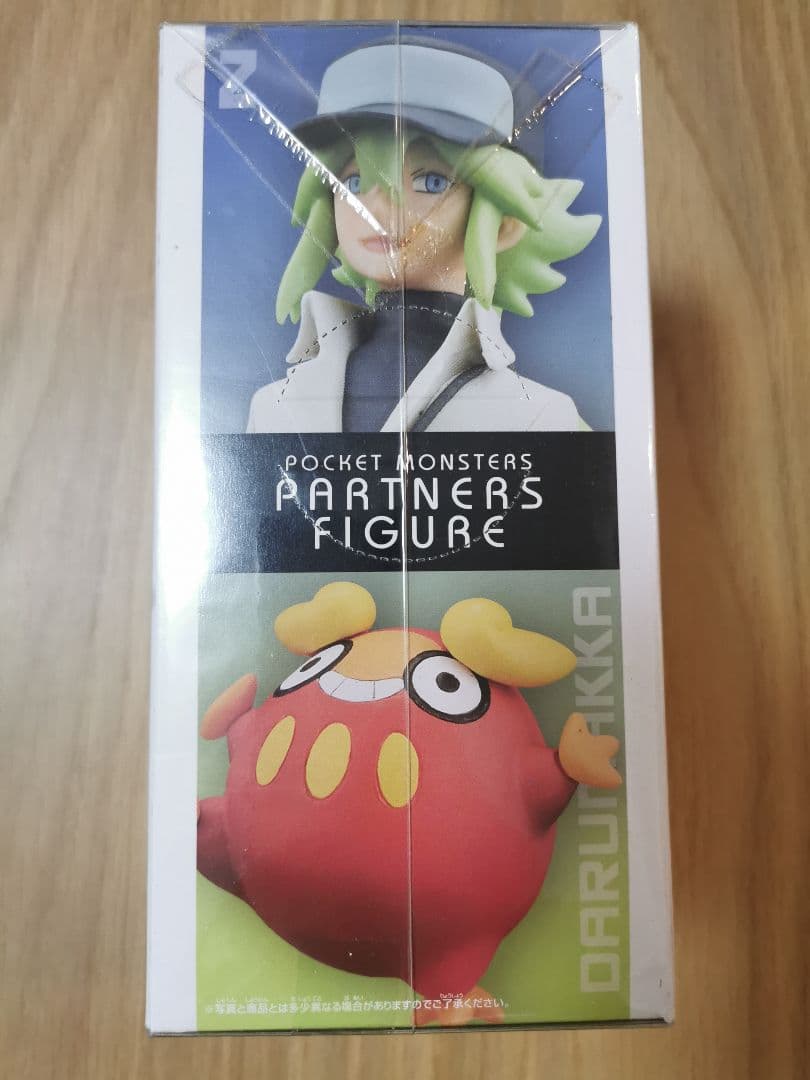 N
POCKET MONSTERS
PARTNERS
FIGURE
DARUMAKKA
※写真と商品とは多少異なる場合がありますのでご了承ください。